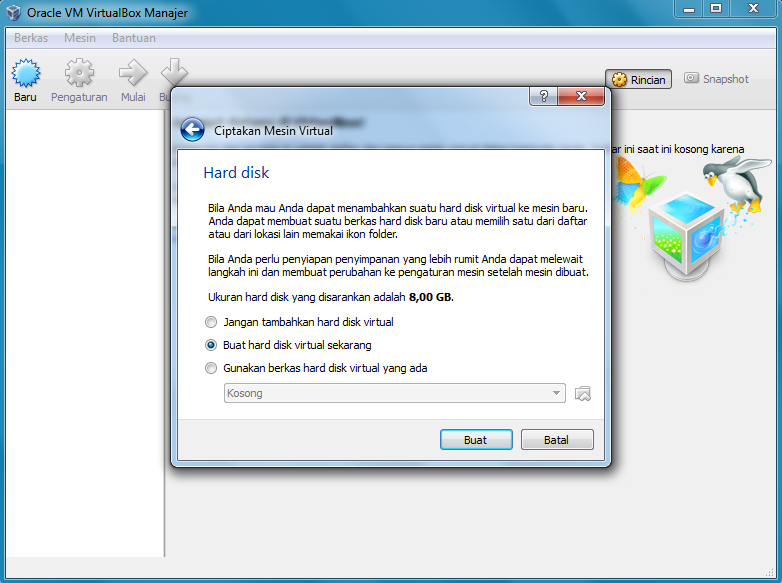 Oracle VM VirtualBox Manajer
Berkas Mesin Bantuan
Baru Pengaturan Mulai
Rincian Snapshot
ar ini saat ini kosong karena
Ciptakan Mesin Virtual
Hard disk
Bila Anda mau Anda dapat menambahkan suatu hard disk virtual ke mesin baru.
Anda dapat membuat suatu berkas hard disk baru atau memilih satu dari daftar
atau dari lokasi lain memakai ikon folder.
Bila Anda perlu penyiapan penyimpanan yang lebih rumit Anda dapat melewati
langkah ini dan membuat perubahan ke pengaturan mesin setelah mesin dibuat.
Ukuran hard disk yang disarankan adalah 8,00 GB.
Jangan tambahkan hard disk virtual
Buat hard disk virtual sekarang
Gunakan berkas hard disk virtual yang ada
Kosong
Buat Batal